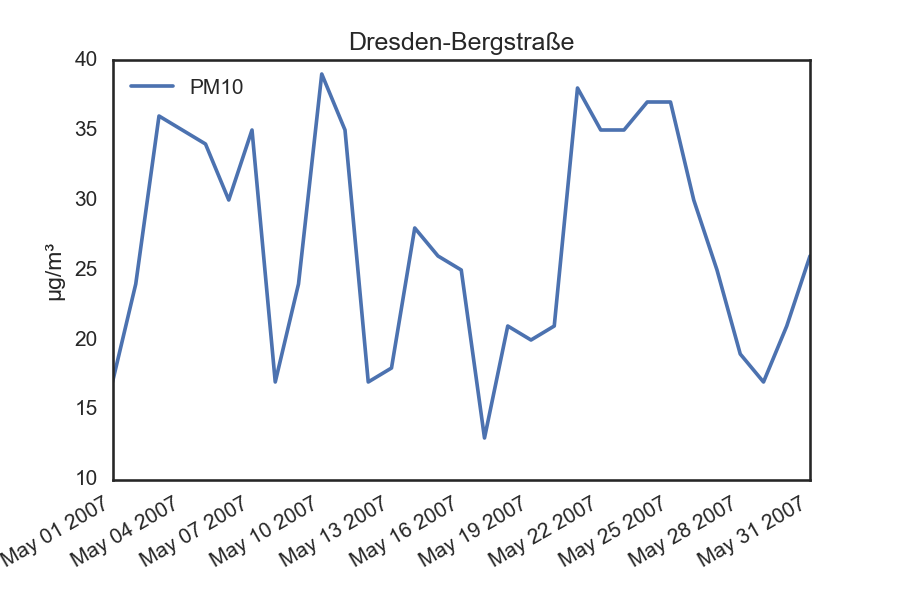 Dresden-Bergstraße
PM10
µg/m³
40
35
30
25
20
15
10
May 01 2007
May 04 2007
May 07 2007
May 10 2007
May 13 2007
May 16 2007
May 19 2007
May 22 2007
May 25 2007
May 28 2007
May 31 2007